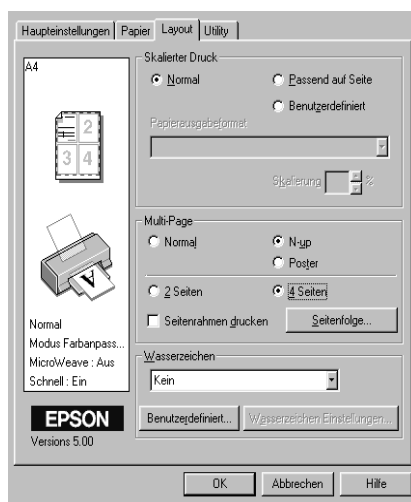 Haupteinstellungen Papier Layout Utility
A4
2
3 4
Normal
Modus Farbanpass...
MicroWeave : Aus
Schnell : Ein
EPSON
Versions 5.00
Skalierter Druck
Normal Passend auf Seite
Benutzerdefiniert
Papierausgabeformat
Skalierung %
Multi-Page
Normal N-up
Poster
2 Seiten 4 Seiten
Seitenrahmen drucken Seitenfolge...
Wasserzeichen
Kein
Benutzerdefiniert... Wasserzeichen Einstellungen...
OK Abbrechen Hilfe